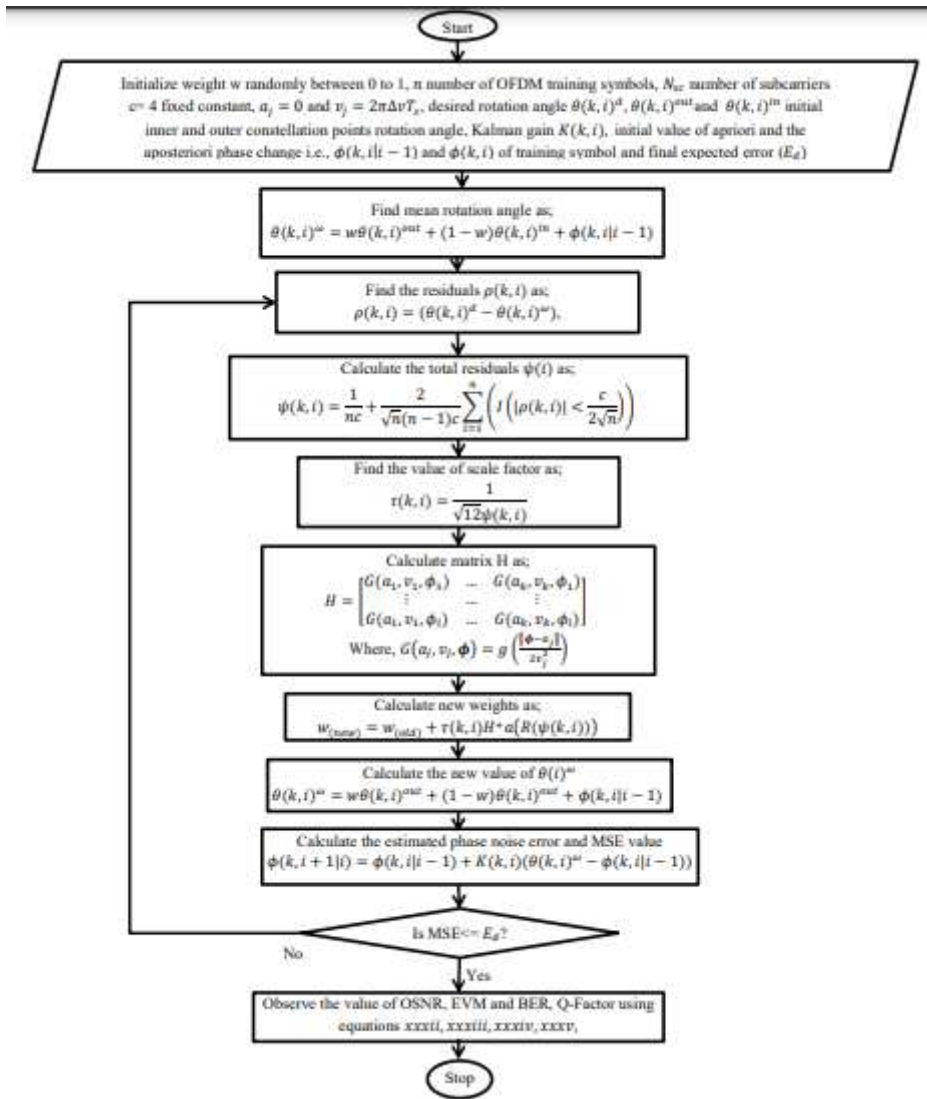 Start
Initialize weight w randomly between 0 to 1, n number of OFDM training symbols, N_sc number of subcarriers
c= 4 fixed constant, a_j = 0 and v_j = 2πΔvT_s, desired rotation angle θ(k,i)^d, θ(k,i)^out and θ(k,i)^in initial
inner and outer constellation points rotation angle, Kalman gain K(k,i), initial value of apriori and the
aposteriori phase change i.e., ϕ(k,i|i − 1) and ϕ(k,i) of training symbol and final expected error (E_d)
Find mean rotation angle as;
θ(k,i)^ω = wθ(k,i)^out + (1 − w)θ(k,i)^in + ϕ(k,i|i − 1)
Find the residuals ρ(k,i) as;
ρ(k,i) = (θ(k,i)^d − θ(k,i)^ω),
Calculate the total residuals ψ(i) as;
ψ(k,i) = 1/(nc) + 2/(√n(n − 1)c) ∑_{i=i}^{n} (I(|ρ(k,i)| < c/(2√n)))
Find the value of scale factor as;
τ(k,i) = 1/(√12ψ(k,i))
Calculate matrix H as;
G(a_1,v_1,ϕ_1) … G(a_k,v_k,ϕ_1)
H = ⋮ … ⋮
G(a_1,v_1,ϕ_i) … G(a_k,v_k,ϕ_i)
Where, G(a_j,v_j,ϕ) = g(‖ϕ−a_j‖/(2v_j^2))
Calculate new weights as;
w_(new) = w_(old) + τ(k,i)H⁺a(R(ψ(k,i)))
Calculate the new value of θ(i)^ω
θ(k,i)^ω = wθ(k,i)^out + (1 − w)θ(k,i)^out + ϕ(k,i|i − 1)
Calculate the estimated phase noise error and MSE value
ϕ(k,i + 1|i) = ϕ(k,i|i − 1) + K(k,i)(θ(k,i)^ω − ϕ(k,i|i − 1))
Is MSE<= E_d?
No
Yes
Observe the value of OSNR, EVM and BER, Q-Factor using
equations xxxii, xxxiii, xxxiv, xxxv,
Stop